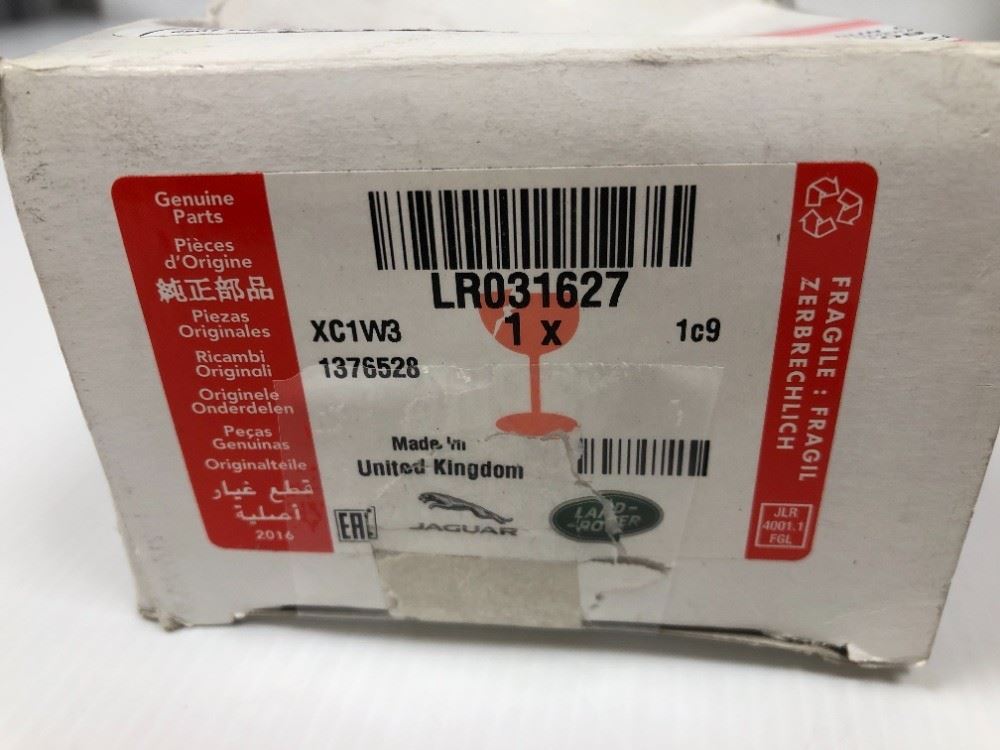 Genuine
Parts
Pièces
d'Origine
純正部品
Piezas
Originales
Ricambi
Originali
Originele
Onderdelen
Peças
Genuinas
Originalteile
قطع غيار
أصلية
2016
LR031627
XC1W3
1 x
1c9
1376528
Made in
United Kingdom
EAC
JAGUAR
LAND-
-ROVER
FRAGILE : FRAGIL
ZERBRECHLICH
JLR
4001.1
FGL